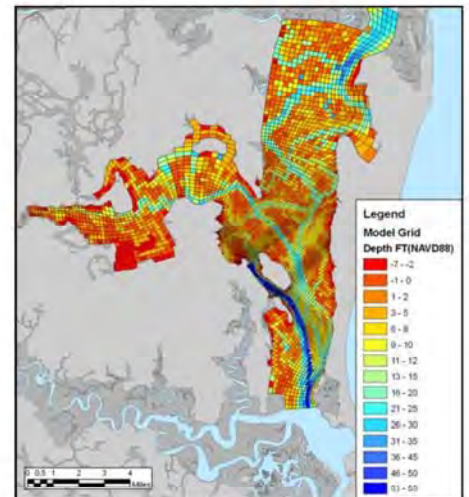 Legend
Model Grid
Depth FT(NAVD88)
-7 - -2
-1 - 0
1 - 2
3 - 5
6 - 8
9 - 10
11 - 12
13 - 15
16 - 20
21 - 25
26 - 30
31 - 35
36 - 45
46 - 50
0 0.5 1 2 3 4
Miles